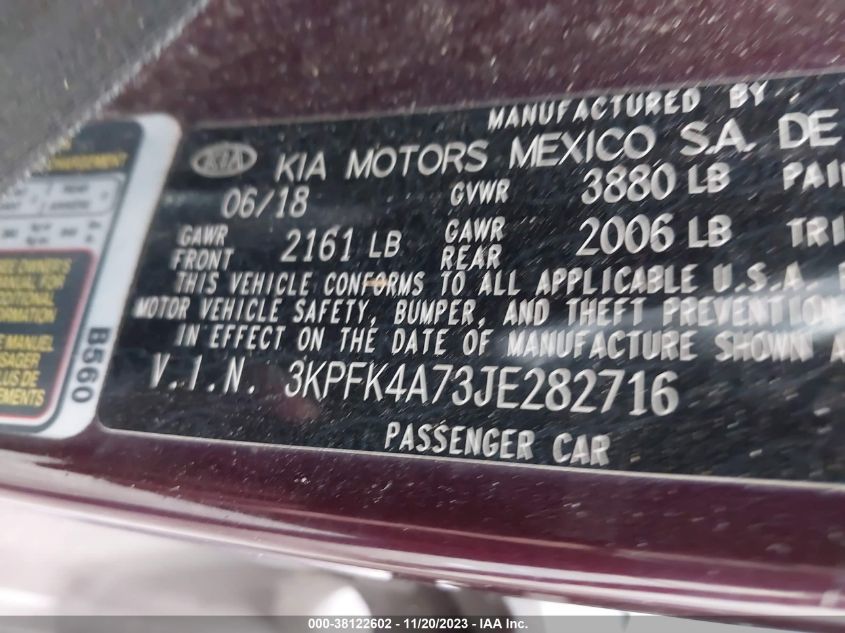 MANUFACTURED BY
KIA KIA MOTORS MEXICO S.A. DE
06/18 GVWR 3880 LB
GAWR FRONT 2161 LB GAWR REAR 2006 LB
THIS VEHICLE CONFORMS TO ALL APPLICABLE U.S.A.
MOTOR VEHICLE SAFETY, BUMPER, AND THEFT PREVENTION
IN EFFECT ON THE DATE OF MANUFACTURE SHOWN
V.I.N. 3KPFK4A73JE282716
PASSENGER CAR
B560
000-38122602 - 11/20/2023 - IAA Inc.